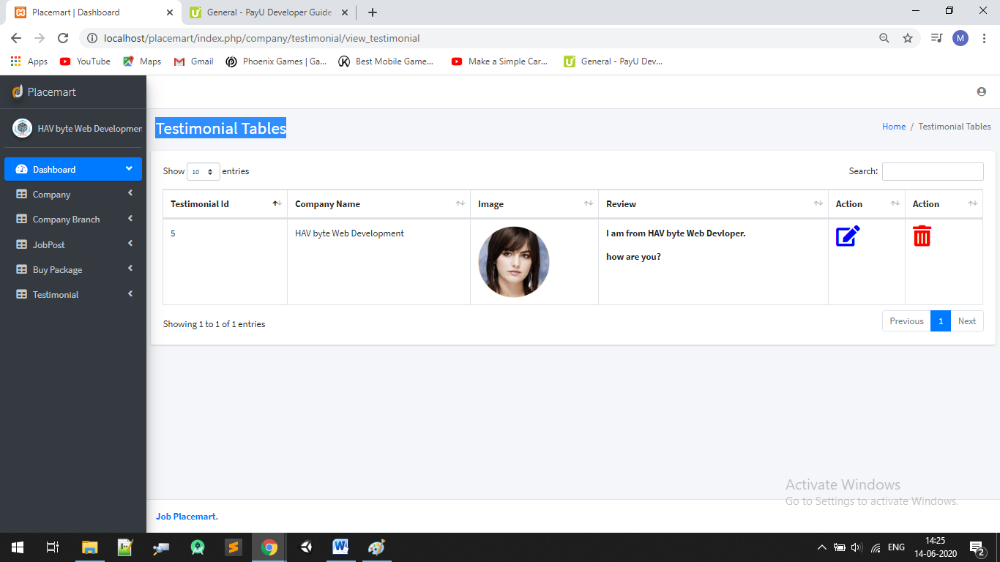 Placemart | Dashboard
General - PayU Developer Guide
localhost/placemart/index.php/company/testimonial/view_testimonial
M
Apps
YouTube
Maps
Gmail
Phoenix Games | Ga...
Best Mobile Game...
Make a Simple Car...
General - PayU Dev...
Placemart
HAV byte Web Developmen
Testimonial Tables
Home / Testimonial Tables
Dashboard
Company
Company Branch
JobPost
Buy Package
Testimonial
Show 10 entries
Search:
Testimonial Id Company Name Image Review Action Action
5 HAV byte Web Development I am from HAV byte Web Devloper.
how are you?
Showing 1 to 1 of 1 entries
Previous 1 Next
Activate Windows
Go to Settings to activate Windows.
Job Placemart.
ENG
14:25
14-06-2020
2